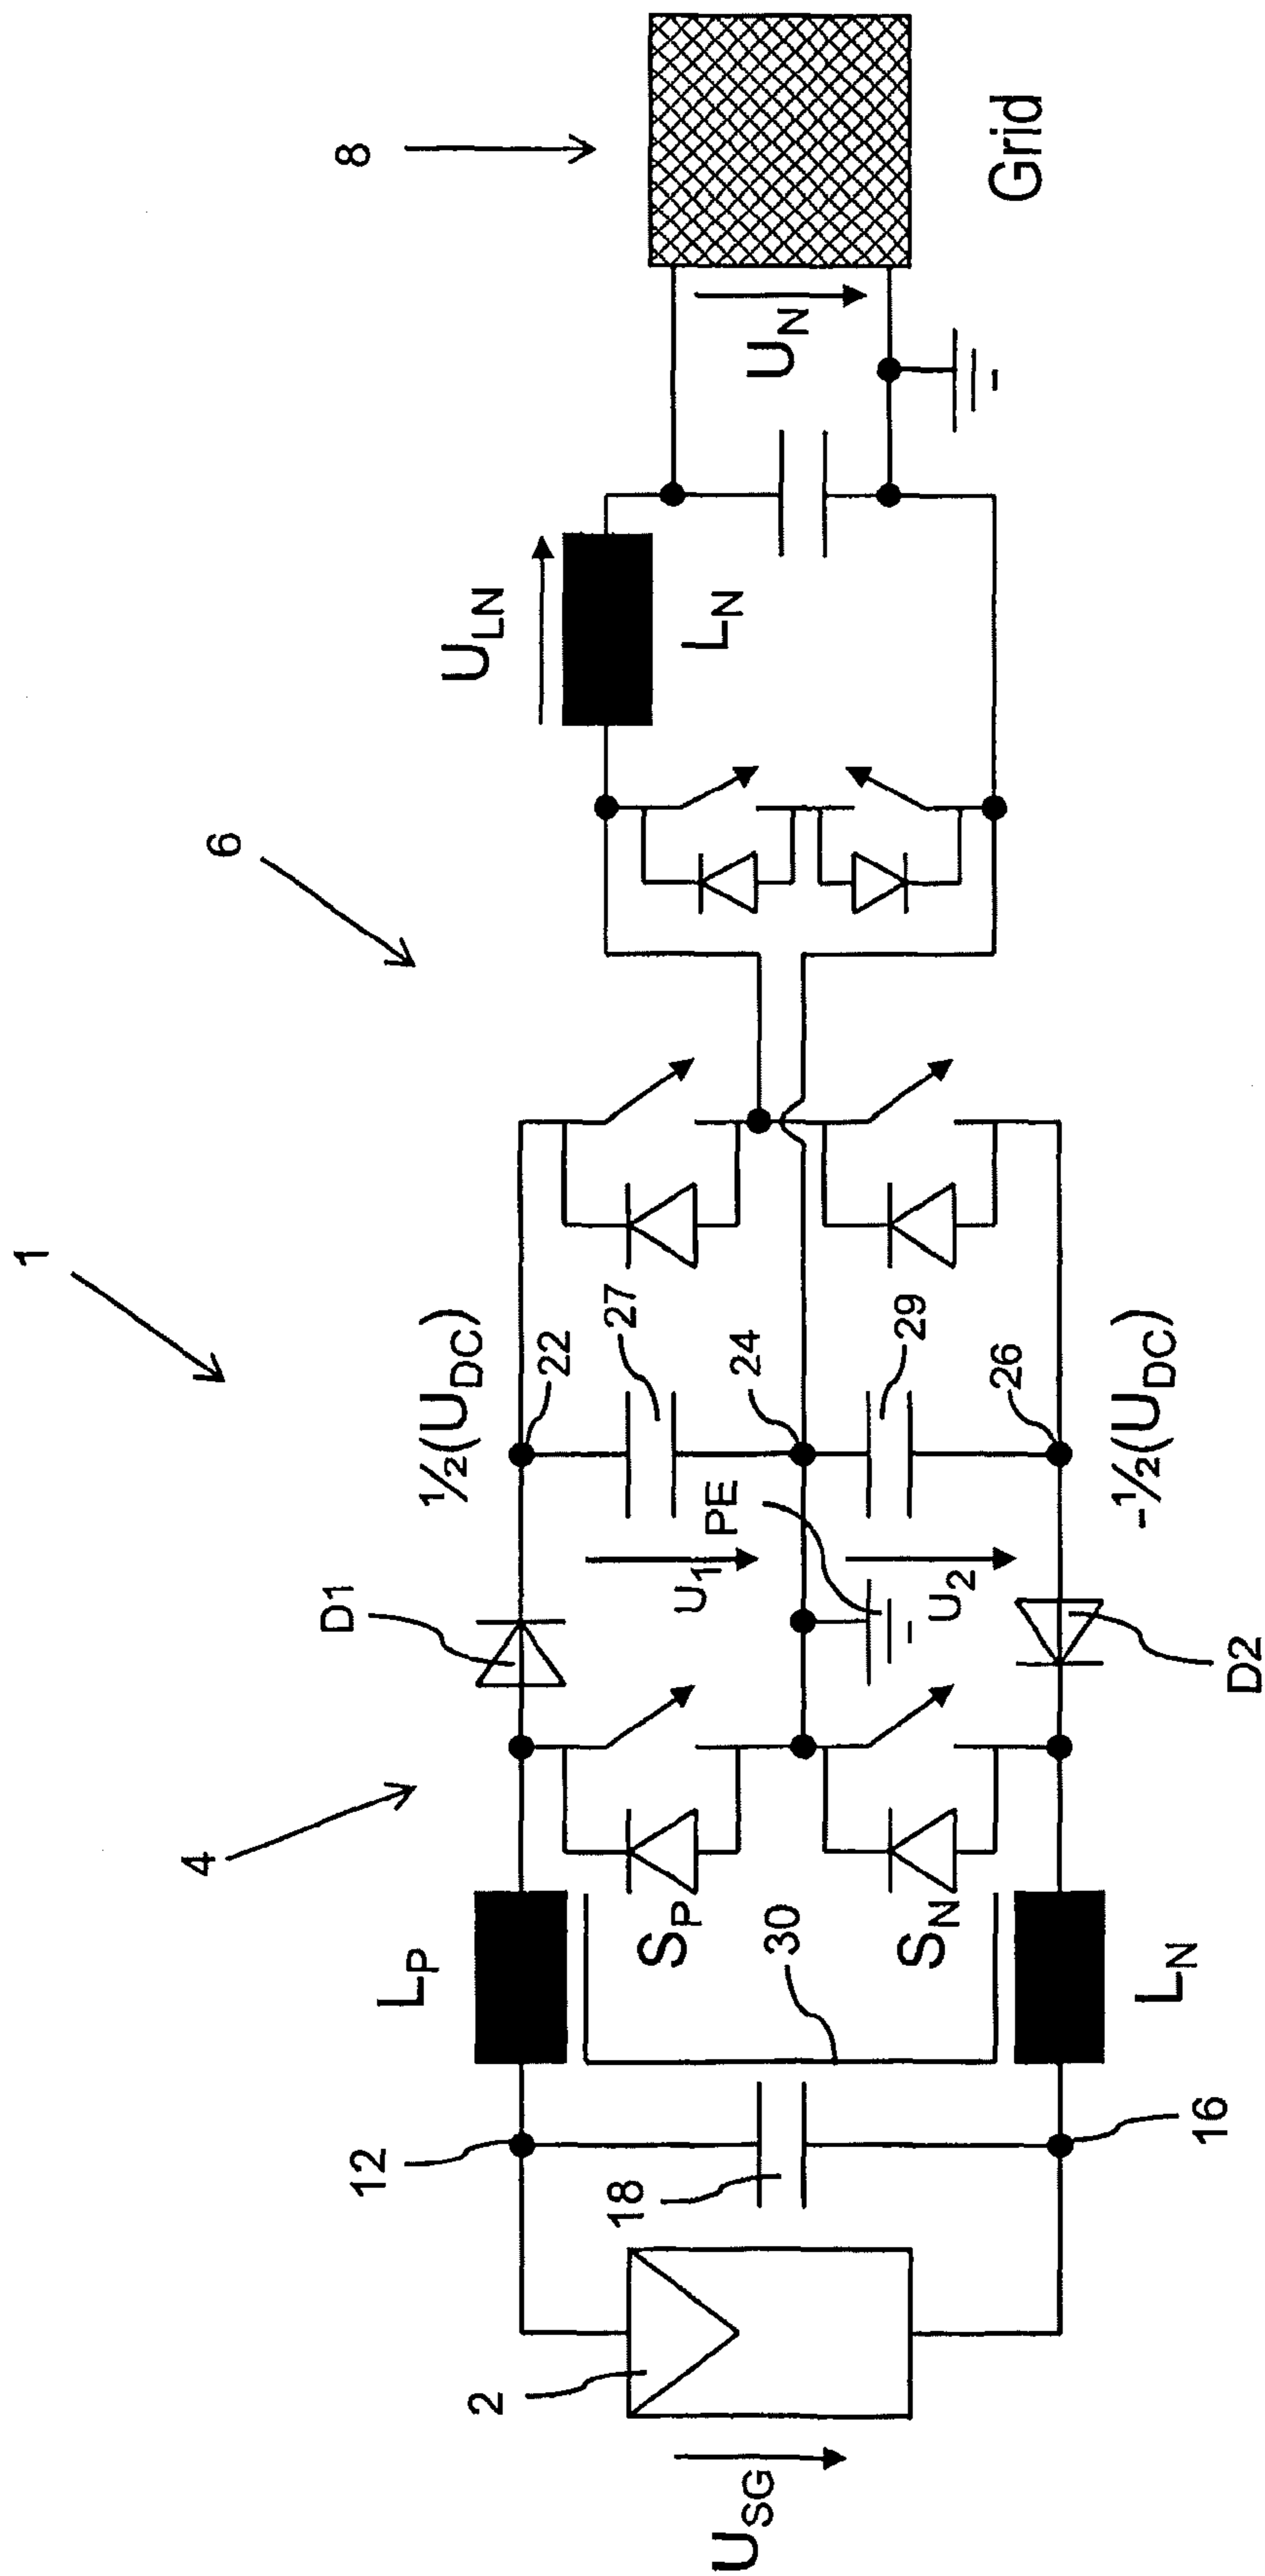 1
4
6
8
½(U_DC)
U_LN
L_P
D1
22
27
12
L_N
S_P
U_1
24
U_N
Grid
18
30
PE
29
2
U_SG
S_N
U_2
26
16
L_N
D2
-½(U_DC)